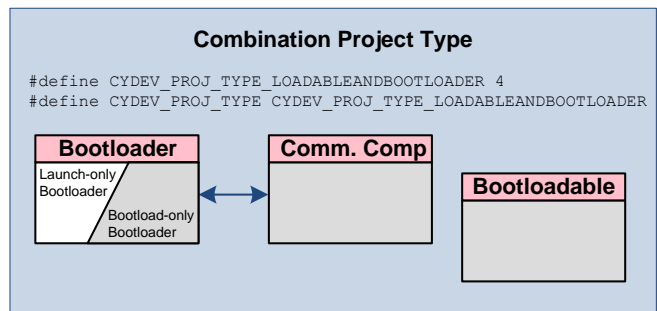 Combination Project Type
#define CYDEV_PROJ_TYPE_LOADABLEANDBOOTLOADER 4
#define CYDEV_PROJ_TYPE CYDEV_PROJ_TYPE_LOADABLEANDBOOTLOADER
Bootloader
Launch-only
Bootloader
Bootload-only
Bootloader
Comm. Comp
Bootloadable